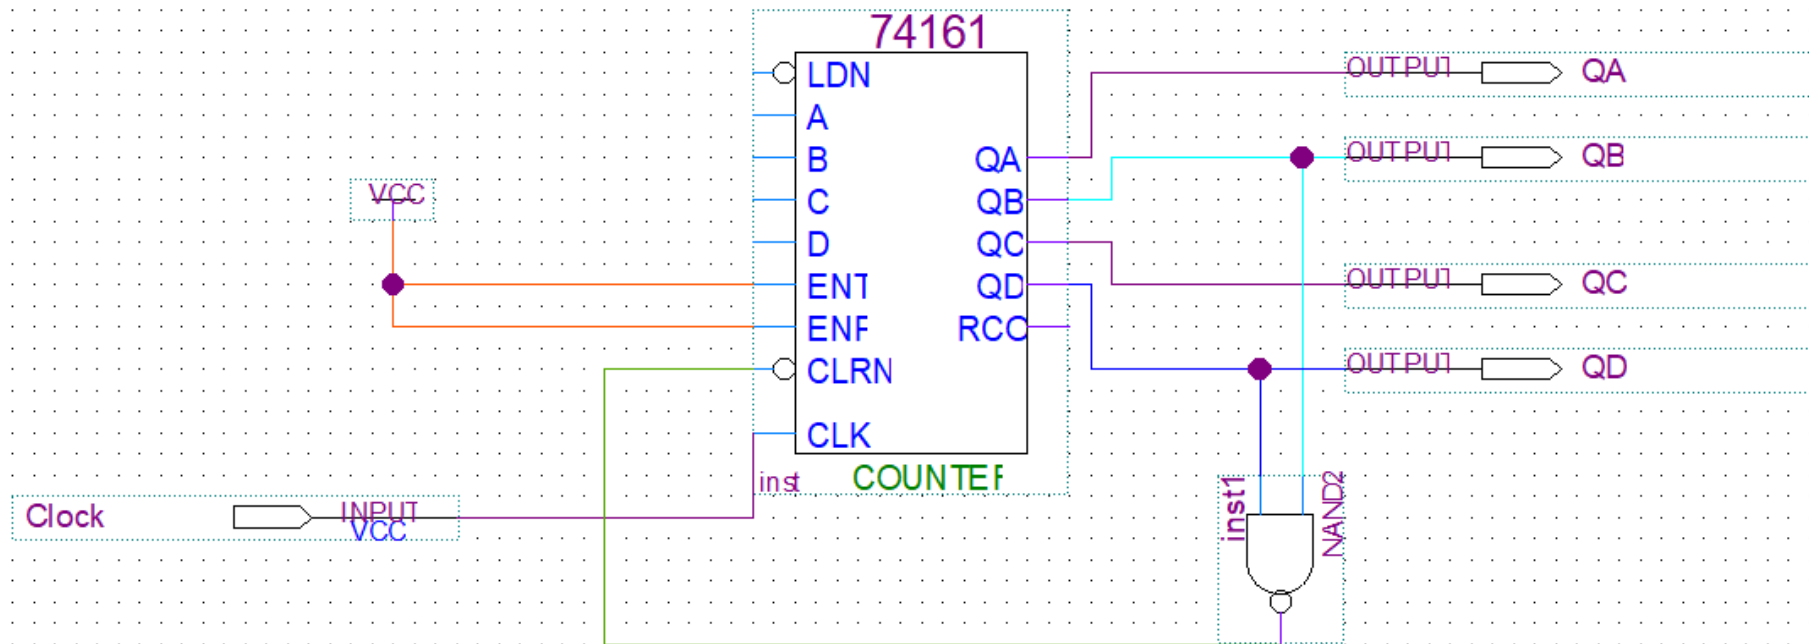 74161
LDN
A
B
C
D
ENT
ENP
CLRN
CLK
QA
QB
QC
QD
RCO
inst
COUNTER
VCC
Clock
INPUT
VCC
OUTPUT
QA
OUTPUT
QB
OUTPUT
QC
OUTPUT
QD
inst1
NAND2